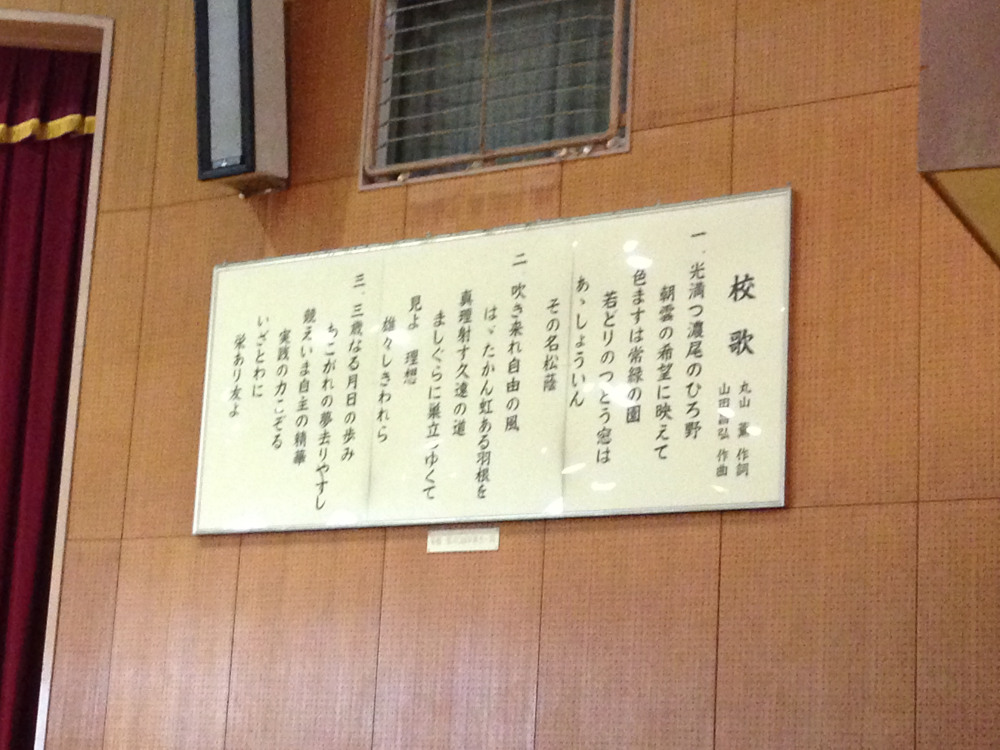 校歌
丸山 薫 作詞
山田昌弘 作曲
一、光満つ濃尾のひろ野
朝雲の希望に映えて
色ますは常緑の園
若どりのつどう窓は
あゝしょういん
その名松蔭
二、吹き来れ自由の風
はゞたかん虹ある羽根を
真理射す久遠の道
ましぐらに巣立ちゆくて
見よ 理想
雄々しきわれら
三、三歳なる月日の歩み
あこがれの夢去りやすし
競えいま自主の精華
実践の力こぞる
いざとわに
栄あり友よ